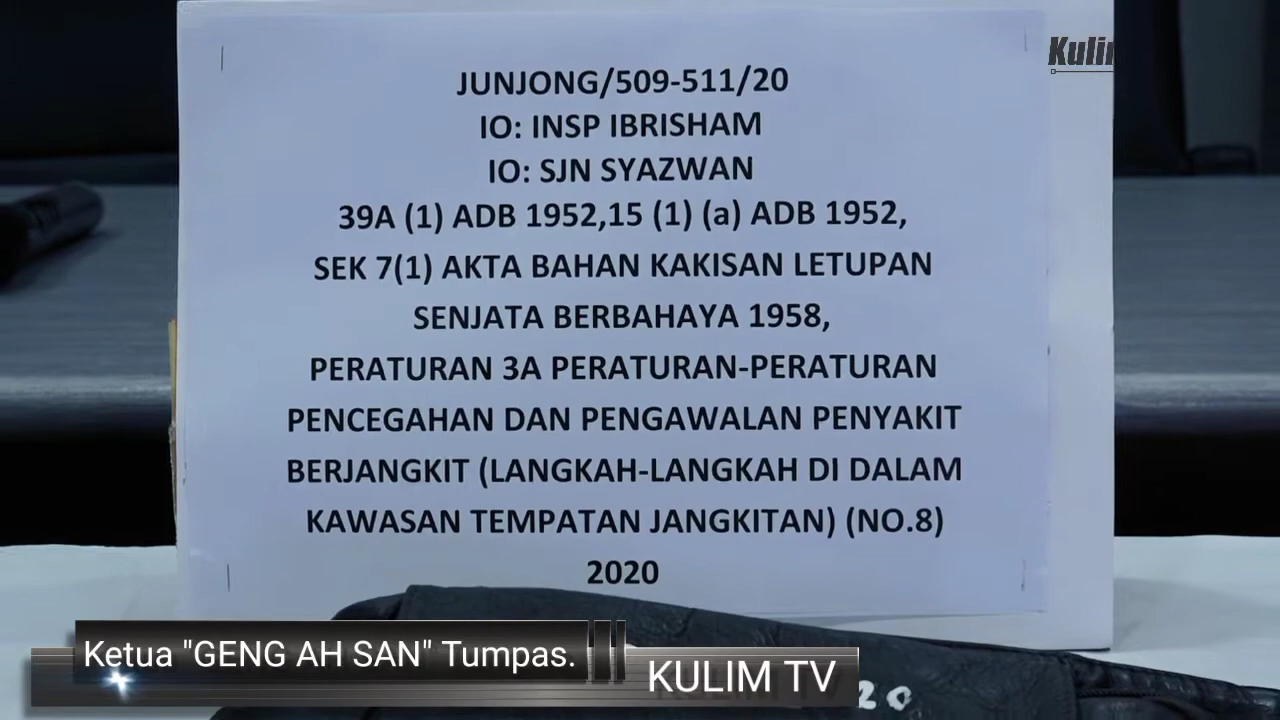 JUNJONG/509-511/20
IO: INSP IBRISHAM
IO: SJN SYAZWAN
39A (1) ADB 1952,15 (1) (a) ADB 1952,
SEK 7(1) AKTA BAHAN KAKISAN LETUPAN
SENJATA BERBAHAYA 1958,
PERATURAN 3A PERATURAN-PERATURAN
PENCEGAHAN DAN PENGAWALAN PENYAKIT
BERJANGKIT (LANGKAH-LANGKAH DI DALAM
KAWASAN TEMPATAN JANGKITAN) (NO.8)
2020
Ketua "GENG AH SAN" Tumpas.
KULIM TV